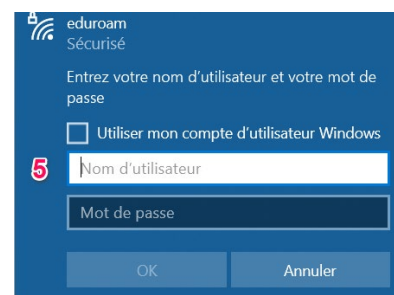 eduroam
Sécurisé
Entrez votre nom d'utilisateur et votre mot de
passe
Utiliser mon compte d'utilisateur Windows
5
Nom d'utilisateur
Mot de passe
OK Annuler